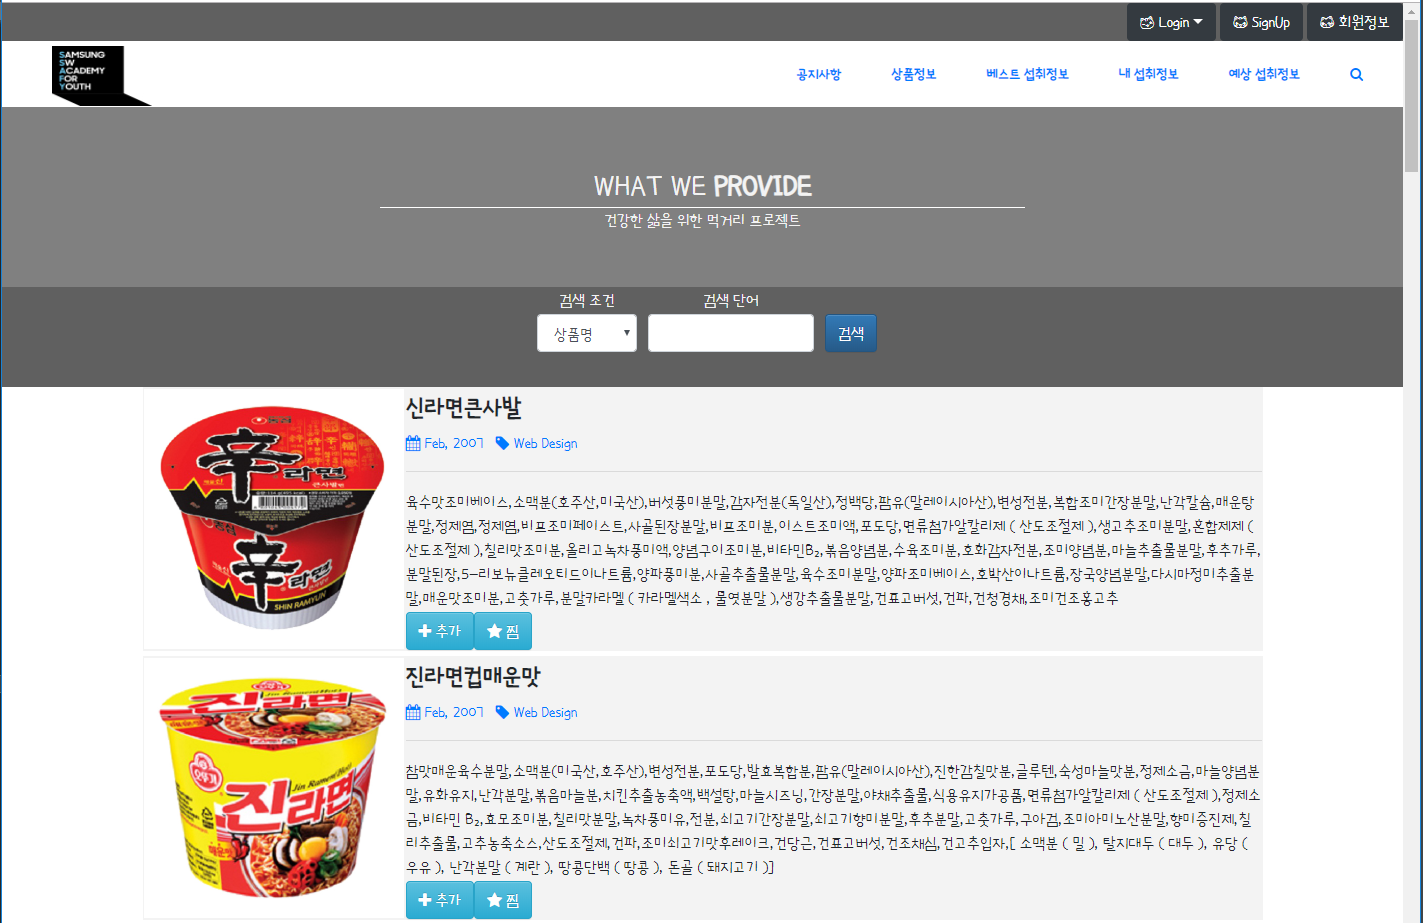 Login
SignUp
회원정보
SAMSUNG
SW
ACADEMY
FOR
YOUTH
공지사항
상품정보
베스트 섭취정보
내 섭취정보
예상 섭취정보
WHAT WE PROVIDE
건강한 삶을 위한 먹거리 프로젝트
검색 조건
검색 단어
상품명
검색
辛라면
SHIN RAMYUN
신라면큰사발
Feb, 2007 Web Design
육수맛조미베이스,소맥분(호주산,미국산),버섯풍미분말,감자전분(독일산),정백당,팜유(말레이시아산),변성전분,복합조미간장분말,난각칼슘,매운탕
분말,정제염,정제염,비프조미페이스트,사골된장분말,비프조미분,이스트조미액,포도당,면류첨가알칼리제 ( 산도조절제 ),생고추조미분말,혼합제제 (
산도조절제 ),칠리맛조미분,올리고녹차풍미액,양념구이조미분,비타민B₂,볶음양념분,수육조미분,호화감자전분,조미양념분,마늘추출물분말,후추가루,
분말된장,5-리보뉴클레오티드이나트륨,양파풍미분,사골추출물분말,육수조미분말,양파조미베이스,호박산이나트륨,장국양념분말,다시마정미추출분
말,매운맛조미분,고춧가루,분말카라멜 ( 카라멜색소 , 물엿분말 ),생강추출물분말,건표고버섯,건파,건청경채,조미건조홍고추
추가
찜
오뚜기
Jin Ramen(Hot)
진라면
매운맛
진라면컵매운맛
Feb, 2007 Web Design
참맛매운육수분말,소맥분(미국산,호주산),변성전분,포도당,발효복합분,팜유(말레이시아산),진한감칠맛분,글루텐,숙성마늘맛분,정제소금,마늘양념분
말,유화유지,난각분말,볶음마늘분,치킨추출농축액,백설탕,마늘시즈닝,간장분말,야채추출물,식용유지가공품,면류첨가알칼리제 ( 산도조절제 ),정제소
금,비타민 B₂,효모조미분,칠리맛분말,녹차풍미유,전분,쇠고기간장분말,쇠고기향미분말,후추분말,고춧가루,구아검,조미아미노산분말,향미증진제,칠
리추출물,고추농축소스,산도조절제,건파,조미쇠고기맛후레이크,건당근,건표고버섯,건조채심,건고추입자,[ 소맥분 ( 밀 ), 탈지대두 ( 대두 ), 유당 (
우유 ), 난각분말 ( 계란 ), 땅콩단백 ( 땅콩 ), 돈골 ( 돼지고기 )]
추가
찜